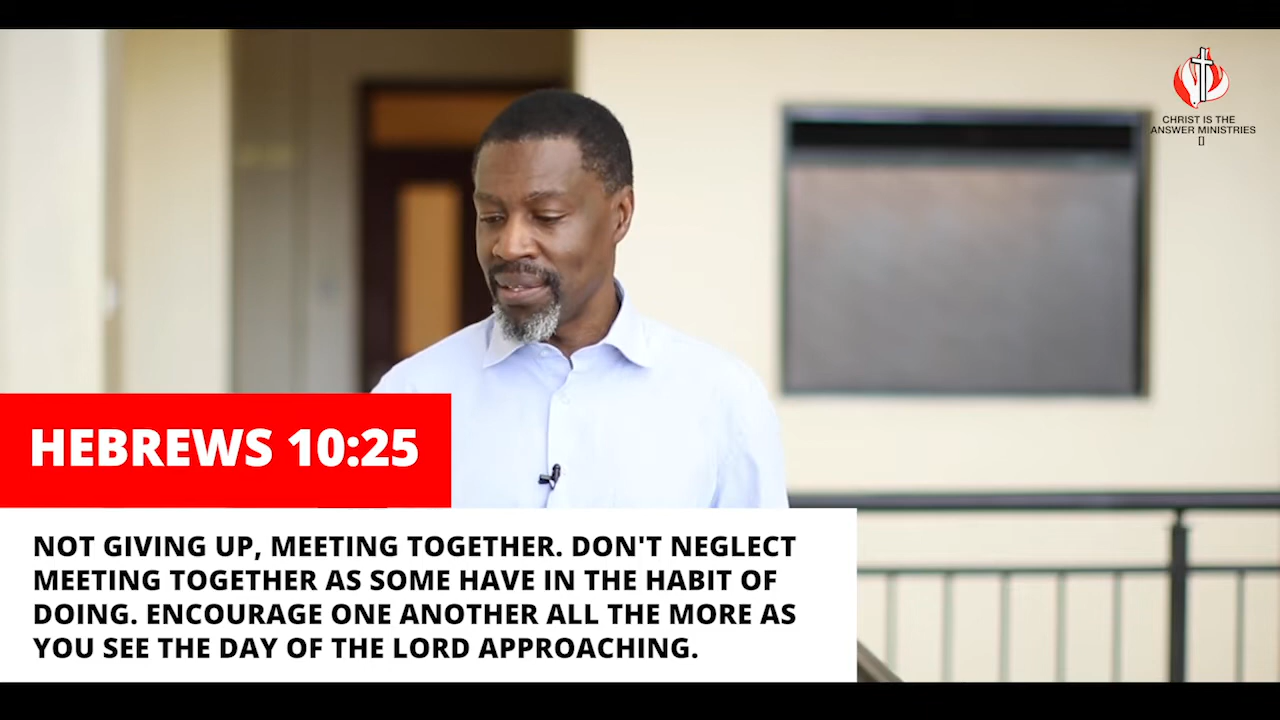 CHRIST IS THE
ANSWER MINISTRIES
HEBREWS 10:25
NOT GIVING UP, MEETING TOGETHER. DON'T NEGLECT
MEETING TOGETHER AS SOME HAVE IN THE HABIT OF
DOING. ENCOURAGE ONE ANOTHER ALL THE MORE AS
YOU SEE THE DAY OF THE LORD APPROACHING.